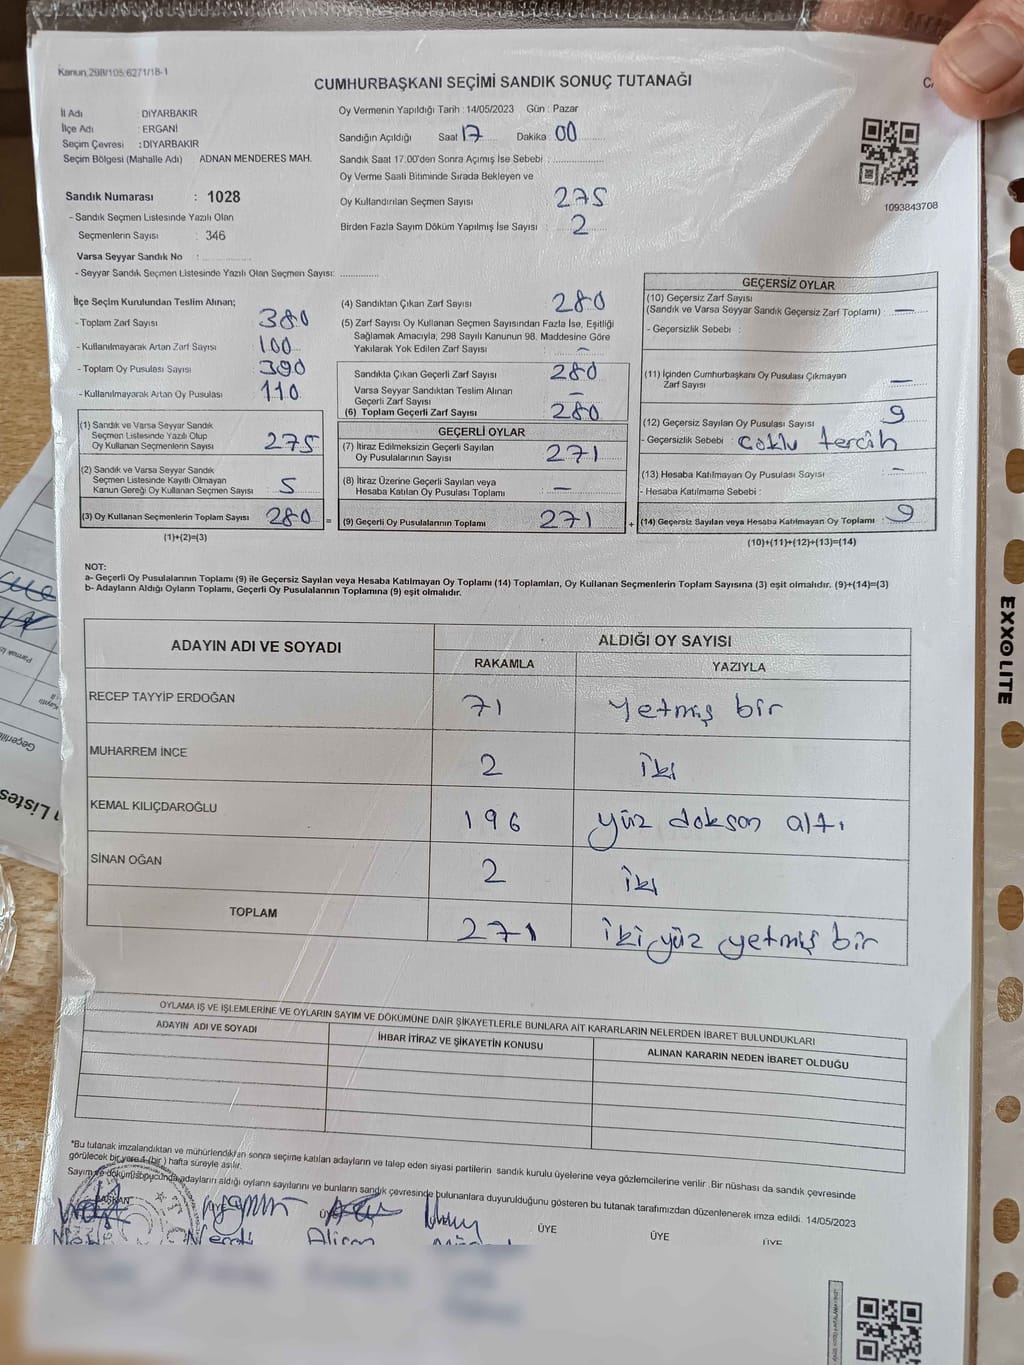 Kanun 298/105 6271/18-1
CUMHURBAŞKANI SEÇİMİ SANDIK SONUÇ TUTANAĞI
İl Adı : DİYARBAKIR
İlçe Adı : ERGANİ
Seçim Çevresi : DİYARBAKIR
Seçim Bölgesi (Mahalle Adı) ADNAN MENDERES MAH.
Oy Vermenin Yapıldığı Tarih : 14/05/2023 Gün : Pazar
Sandığın Açıldığı Saat 17 Dakika 00
Sandık Saat 17.00'den Sonra Açımış İse Sebebi :
Oy Verme Saati Bitiminde Sırada Bekleyen ve
Oy Kullandırılan Seçmen Sayısı 275
Birden Fazla Sayım Döküm Yapılmış İse Sayısı : 2
1093843708
Sandık Numarası : 1028
- Sandık Seçmen Listesinde Yazılı Olan
Seçmenlerin Sayısı : 346
Varsa Seyyar Sandık No :
- Seyyar Sandık Seçmen Listesinde Yazılı Olan Seçmen Sayısı:
İlçe Seçim Kurulundan Teslim Alınan;
- Toplam Zarf Sayısı 380
- Kullanılmayarak Artan Zarf Sayısı 100
- Toplam Oy Pusulası Sayısı 390
- Kullanılmayarak Artan Oy Pusulası 110
(1) Sandık ve Varsa Seyyar Sandık
Seçmen Listesinde Yazılı Olup
Oy Kullanan Seçmenlerin Sayısı 275
(2) Sandık ve Varsa Seyyar Sandık
Seçmen Listesinde Kayıtlı Olmayan
Kanun Gereği Oy Kullanan Seçmen Sayısı 5
(3) Oy Kullanan Seçmenlerin Toplam Sayısı 280 =
(1)+(2)=(3)
(4) Sandıktan Çıkan Zarf Sayısı 280
(5) Zarf Sayısı Oy Kullanan Seçmen Sayısından Fazla İse, Eşitliği
Sağlamak Amacıyla, 298 Sayılı Kanunun 98. Maddesine Göre
Yakılarak Yok Edilen Zarf Sayısı –
Sandıkta Çıkan Geçerli Zarf Sayısı 280
Varsa Seyyar Sandıktan Teslim Alınan
Geçerli Zarf Sayısı –
(6) Toplam Geçerli Zarf Sayısı 280
GEÇERLİ OYLAR
(7) İtiraz Edilmeksizin Geçerli Sayılan
Oy Pusulalarının Sayısı 271
(8) İtiraz Üzerine Geçerli Sayılan veya
Hesaba Katılan Oy Pusulası Toplamı –
(9) Geçerli Oy Pusulalarının Toplamı 271 +
GEÇERSİZ OYLAR
(10) Geçersiz Zarf Sayısı
(Sandık ve Varsa Seyyar Sandık Geçersiz Zarf Toplamı) : –
- Geçersizlik Sebebi :
(11) İçinden Cumhurbaşkanı Oy Pusulası Çıkmayan
Zarf Sayısı –
(12) Geçersiz Sayılan Oy Pusulası Sayısı 9
- Geçersizlik Sebebi : çoklu tercih
(13) Hesaba Katılmayan Oy Pusulası Sayısı –
- Hesaba Katılmama Sebebi :
(14) Geçersiz Sayılan veya Hesaba Katılmayan Oy Toplamı : 9
(10)+(11)+(12)+(13)=(14)
NOT:
a- Geçerli Oy Pusulalarının Toplamı (9) ile Geçersiz Sayılan veya Hesaba Katılmayan Oy Toplamı (14) Toplamları, Oy Kullanan Seçmenlerin Toplam Sayısına (3) eşit olmalıdır. (9)+(14)=(3)
b- Adayların Aldığı Oyların Toplamı, Geçerli Oy Pusulalarının Toplamına (9) eşit olmalıdır.
ADAYIN ADI VE SOYADI ALDIĞI OY SAYISI
RAKAMLA YAZIYLA
RECEP TAYYİP ERDOĞAN 71 yetmiş bir
MUHARREM İNCE 2 iki
KEMAL KILIÇDAROĞLU 196 yüz doksan altı
SİNAN OĞAN 2 iki
TOPLAM 271 iki yüz yetmiş bir
OYLAMA İŞ VE İŞLEMLERİNE VE OYLARIN SAYIM VE DÖKÜMÜNE DAİR ŞİKAYETLERLE BUNLARA AİT KARARLARIN NELERDEN İBARET BULUNDUKLARI
ADAYIN ADI VE SOYADI İHBAR İTİRAZ VE ŞİKAYETİN KONUSU ALINAN KARARIN NEDEN İBARET OLDUĞU
*Bu tutanak imzalandıktan ve mühürlendikten sonra seçime katılan adayların ve talep eden siyasi partilerin sandık kurulu üyelerine veya gözlemcilerine verilir. Bir nüshası da sandık çevresinde
görülecek bir yere 1 (bir) hafta süreyle asılır.
Sayım ve döküm sonucunda adayların aldığı oyların sayılarını ve bunların sandık çevresinde bulunanlara duyurulduğunu gösteren bu tutanak tarafımızdan düzenlenerek imza edildi. 14/05/2023
BAŞKAN ÜYE ÜYE ÜYE ÜYE
EXXOLITE